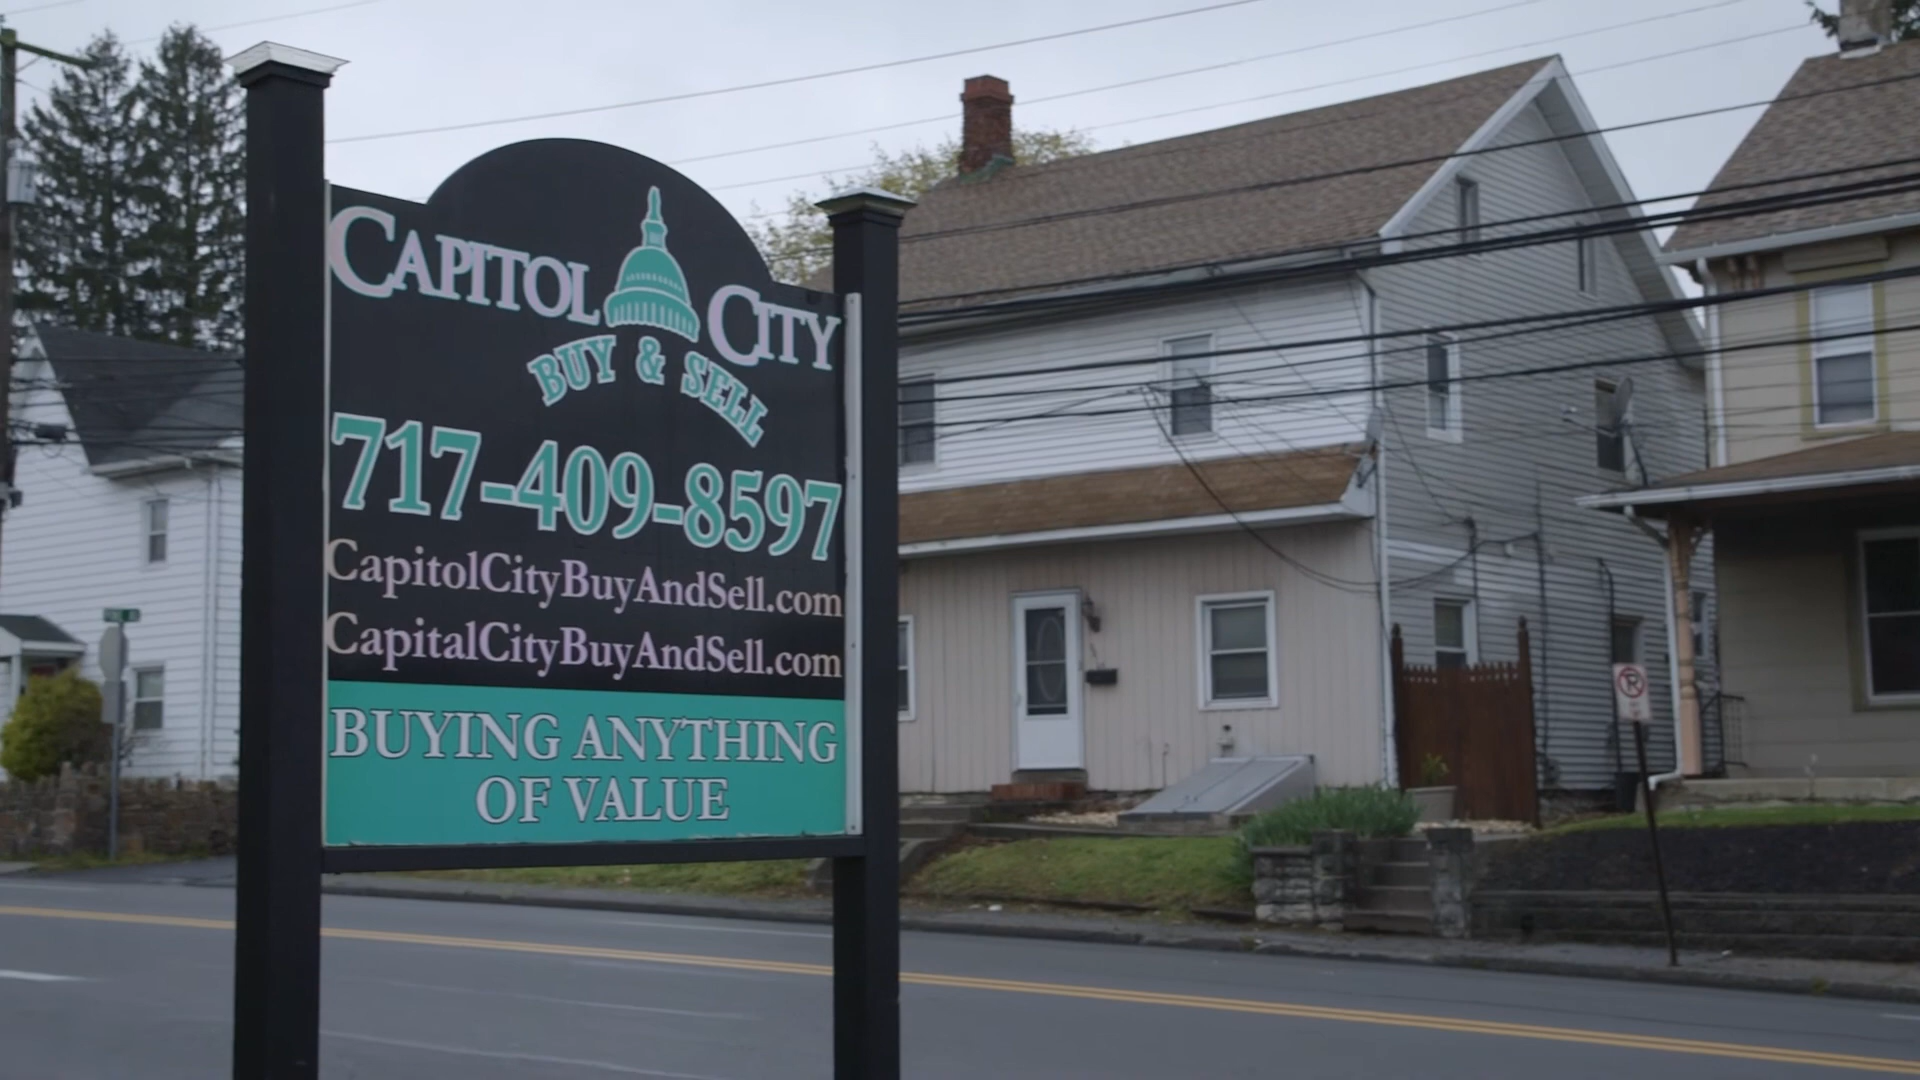 CAPITOL CITY
BUY & SELL
717-409-8597
CapitolCityBuyAndSell.com
CapitalCityBuyAndSell.com
BUYING ANYTHING
OF VALUE